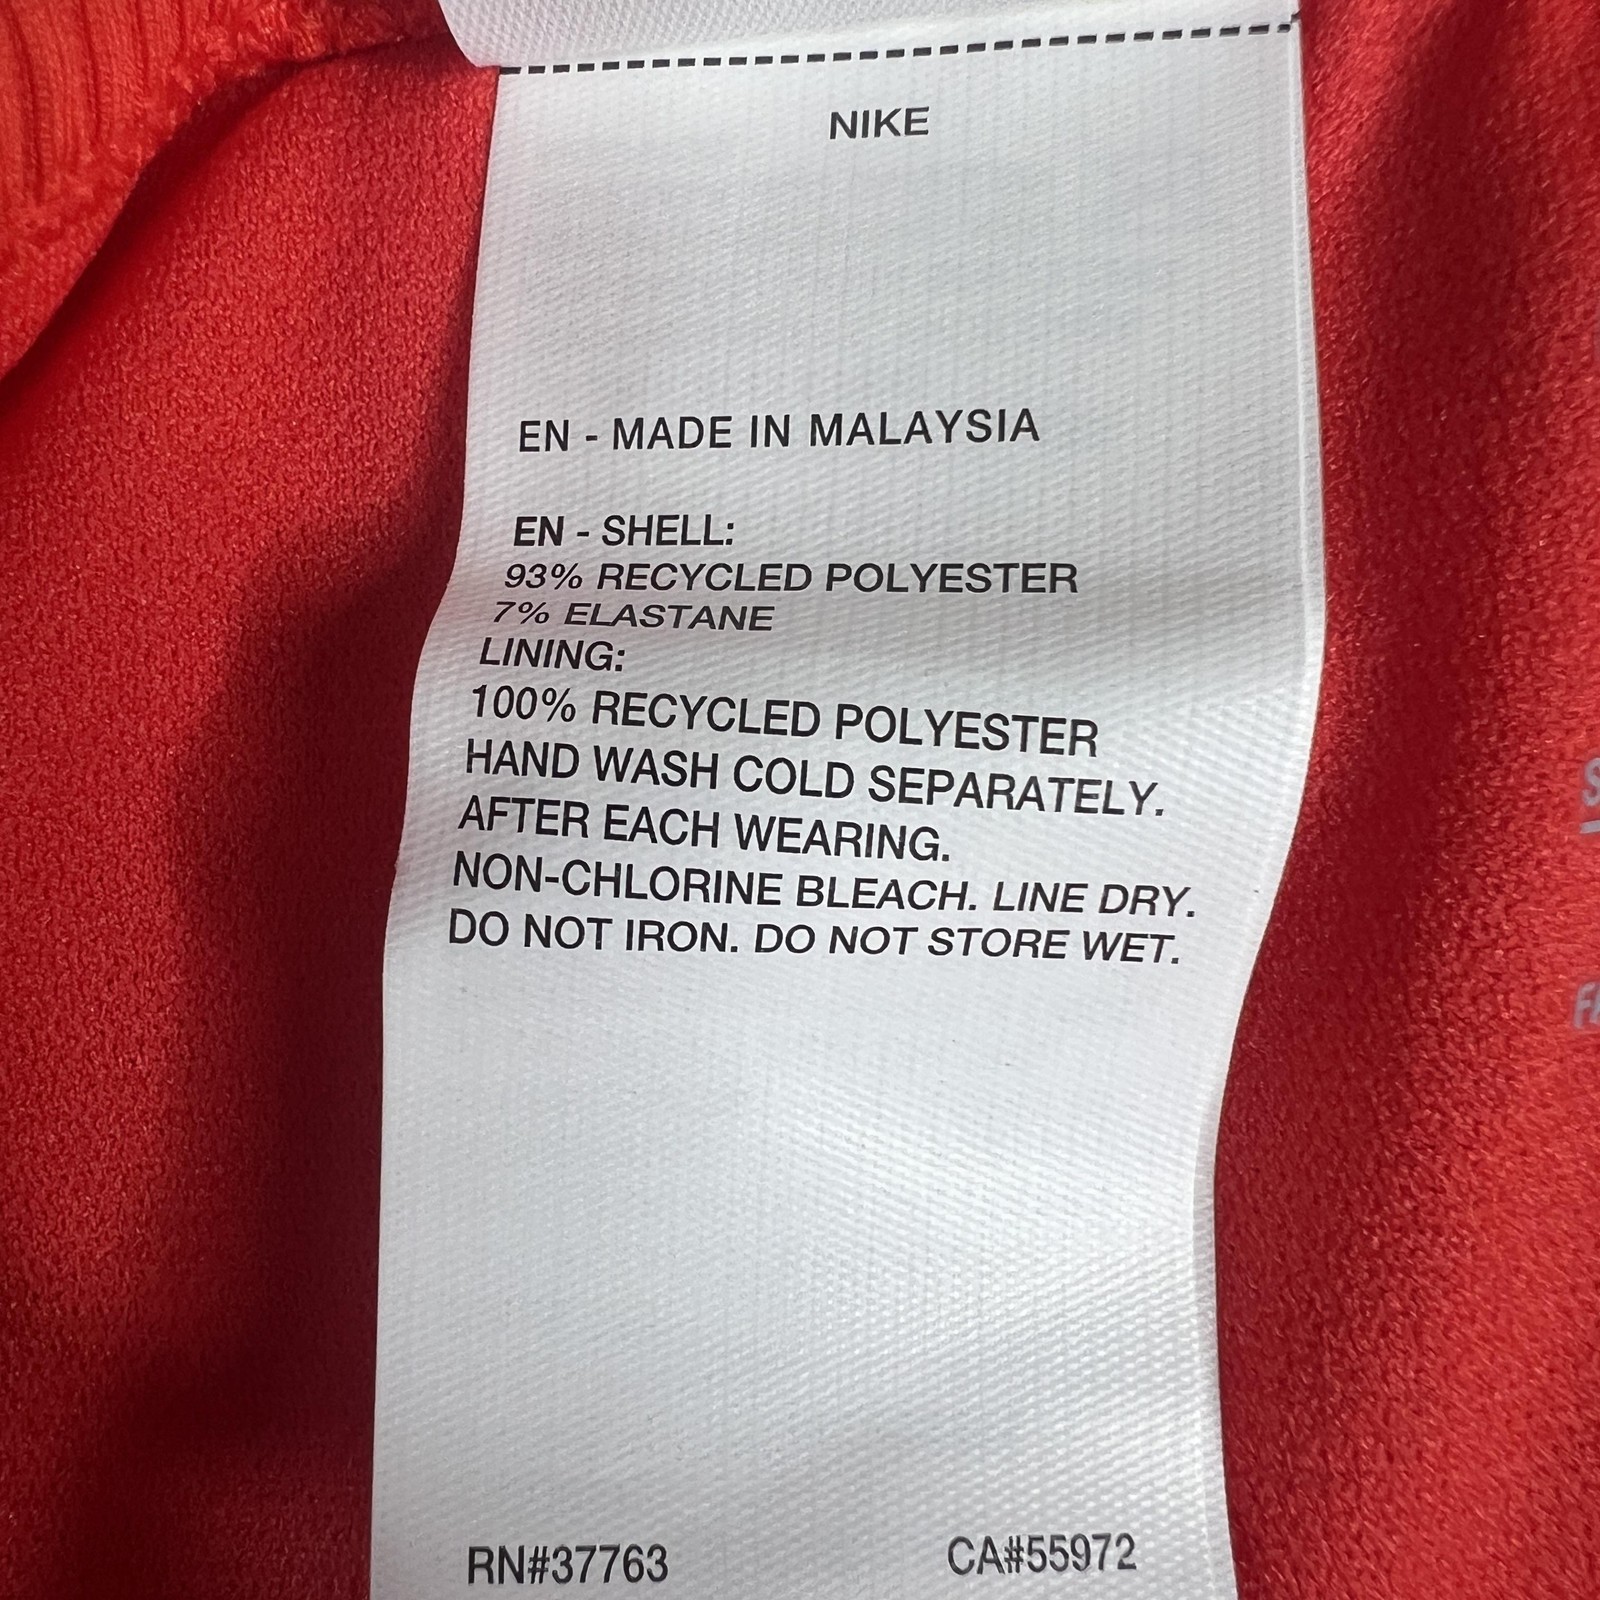 NIKE
EN - MADE IN MALAYSIA
EN - SHELL:
93% RECYCLED POLYESTER
7% ELASTANE
LINING:
100% RECYCLED POLYESTER
HAND WASH COLD SEPARATELY.
AFTER EACH WEARING.
NON-CHLORINE BLEACH. LINE DRY.
DO NOT IRON. DO NOT STORE WET.
RN#37763 CA#55972